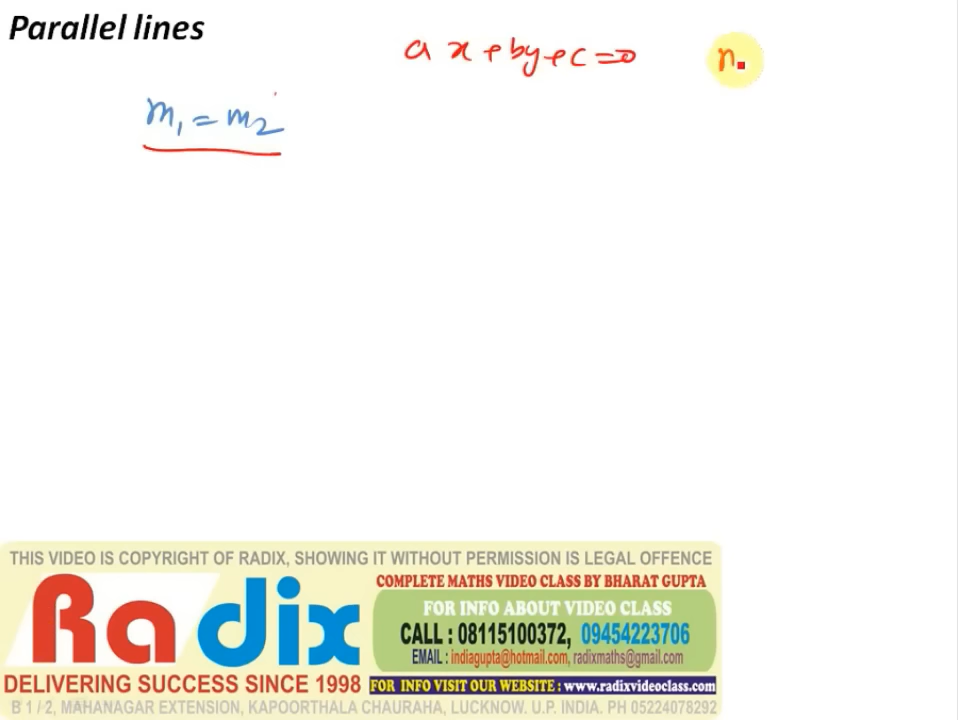 Parallel lines
ax+by+c=0
m₁ = m₂
THIS VIDEO IS COPYRIGHT OF RADIX, SHOWING IT WITHOUT PERMISSION IS LEGAL OFFENCE
Radix
DELIVERING SUCCESS SINCE 1998
COMPLETE MATHS VIDEO CLASS BY BHARAT GUPTA
FOR INFO ABOUT VIDEO CLASS
CALL : 08115100372, 09454223706
EMAIL : indiagupta@hotmail.com, radixmaths@gmail.com
FOR INFO VISIT OUR WEBSITE : www.radixvideoclass.com
B 1 / 2, MAHANAGAR EXTENSION, KAPOORTHALA CHAURAHA, LUCKNOW. U.P. INDIA. PH 05224078292